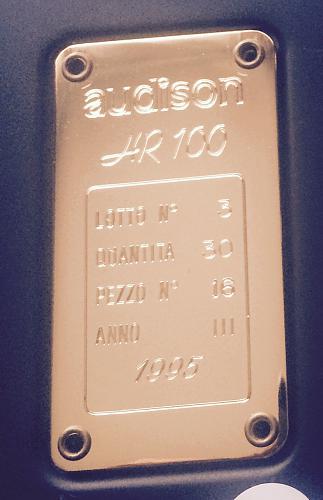 audison
HR 100
LOTTO N° 3
QUANTITA 30
PEZZO N° 16
ANNO III
1995